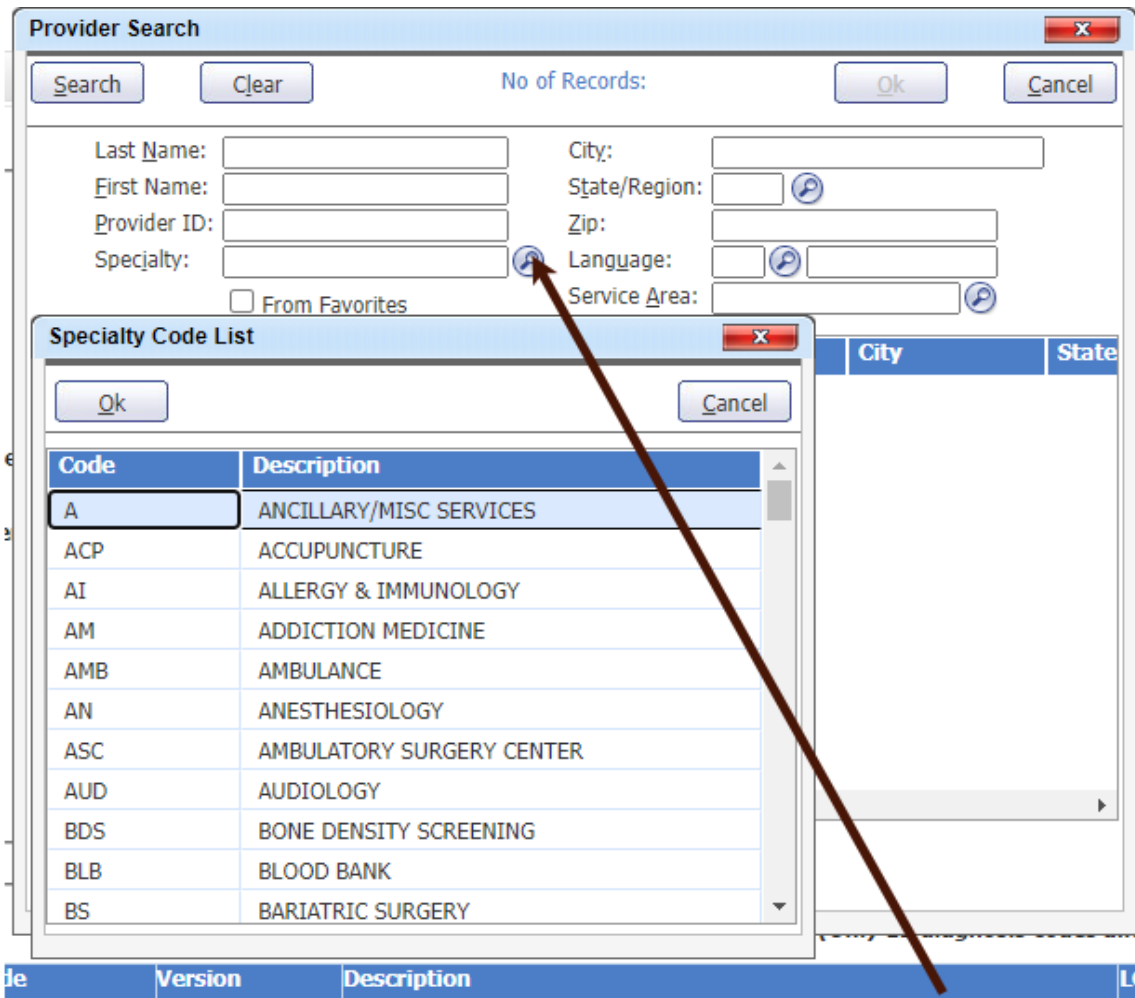 Provider Search
Search Clear No of Records: Ok Cancel
Last Name: City:
First Name: State/Region:
Provider ID: Zip:
Specialty: Language:
From Favorites Service Area:
Specialty Code List
City State
Ok Cancel
Code Description
A ANCILLARY/MISC SERVICES
ACP ACCUPUNCTURE
AI ALLERGY & IMMUNOLOGY
AM ADDICTION MEDICINE
AMB AMBULANCE
AN ANESTHESIOLOGY
ASC AMBULATORY SURGERY CENTER
AUD AUDIOLOGY
BDS BONE DENSITY SCREENING
BLB BLOOD BANK
BS BARIATRIC SURGERY
Version Description